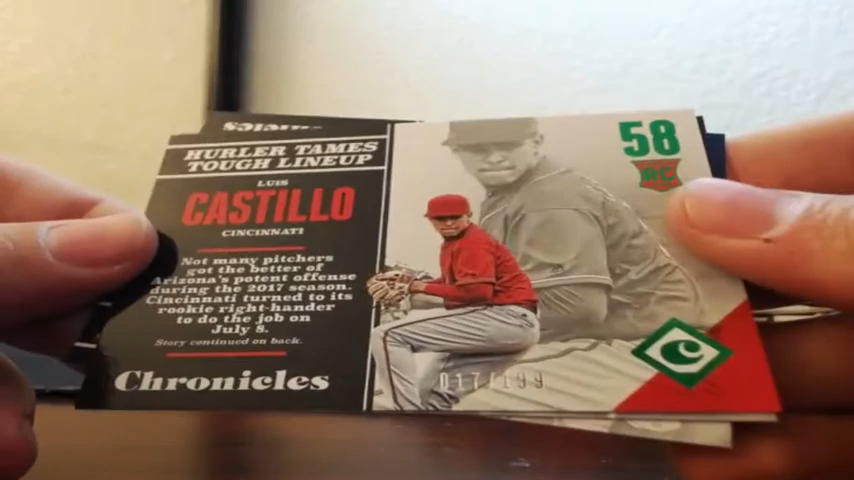 HURLER TAMES
TOUGH LINEUP
LUIS
CASTILLO
CINCINNATI
Not many pitchers
got the better of
Arizona's potent offense
during the 2017 season.
Cincinnati turned to its
rookie right-hander
to do the job on
July 8.
Story continued on back.
Chronicles
58
RC
017/199
C